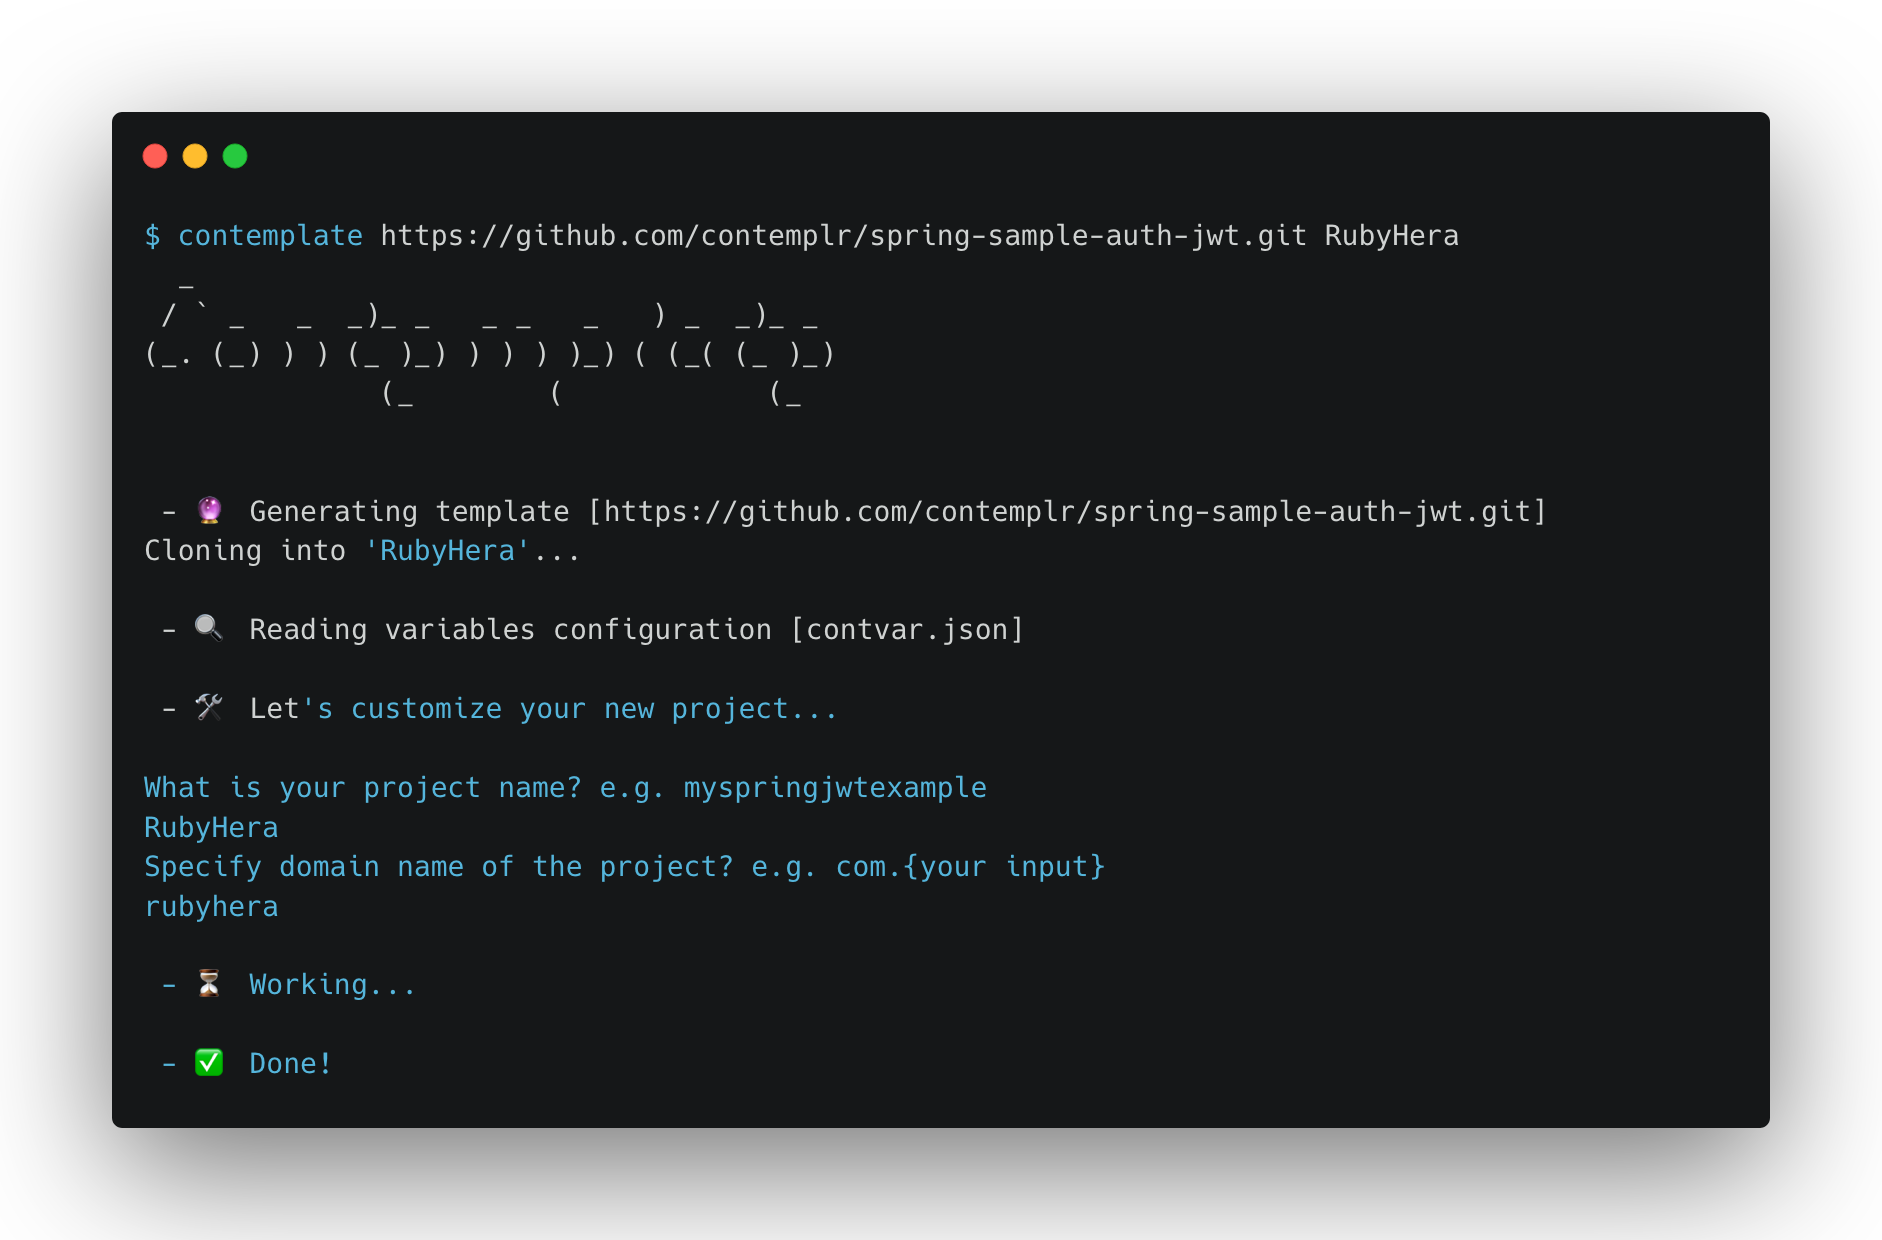 $ contemplate https://github.com/contemplr/spring-sample-auth-jwt.git RubyHera
  _
 / ` _   _  _)_ _   _ _   _   ) _  _)_ _
(_. (_) ) ) (_ )_) ) ) ) )_) ( (_( (_ )_)
              (_        (            (_
 - 🔮 Generating template [https://github.com/contemplr/spring-sample-auth-jwt.git]
Cloning into 'RubyHera'...
 - 🔍 Reading variables configuration [contvar.json]
 - 🛠 Let's customize your new project...
What is your project name? e.g. myspringjwtexample
RubyHera
Specify domain name of the project? e.g. com.{your input}
rubyhera
 - ⏳ Working...
 - ✅ Done!